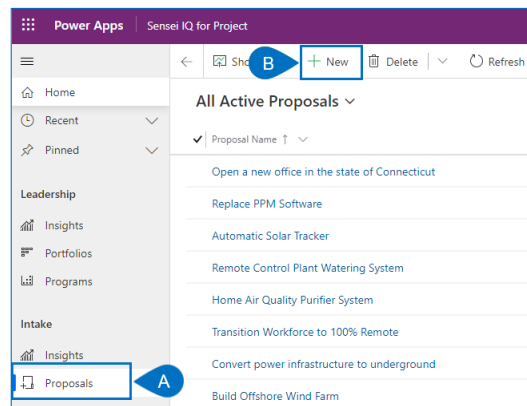 Power Apps Sensei IQ for Project
B
Sho
New Delete Refresh
Home
Recent
Pinned
Leadership
Insights
Portfolios
Programs
Intake
Insights
Proposals
A
All Active Proposals
Proposal Name ↑
Open a new office in the state of Connecticut
Replace PPM Software
Automatic Solar Tracker
Remote Control Plant Watering System
Home Air Quality Purifier System
Transition Workforce to 100% Remote
Convert power infrastructure to underground
Build Offshore Wind Farm